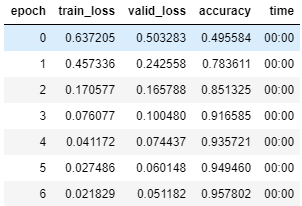 epoch train_loss valid_loss accuracy time
0 0.637205 0.503283 0.495584 00:00
1 0.457336 0.242558 0.783611 00:00
2 0.170577 0.165788 0.851325 00:00
3 0.076077 0.100480 0.916585 00:00
4 0.041172 0.074437 0.935721 00:00
5 0.027486 0.060148 0.949460 00:00
6 0.021829 0.051182 0.957802 00:00